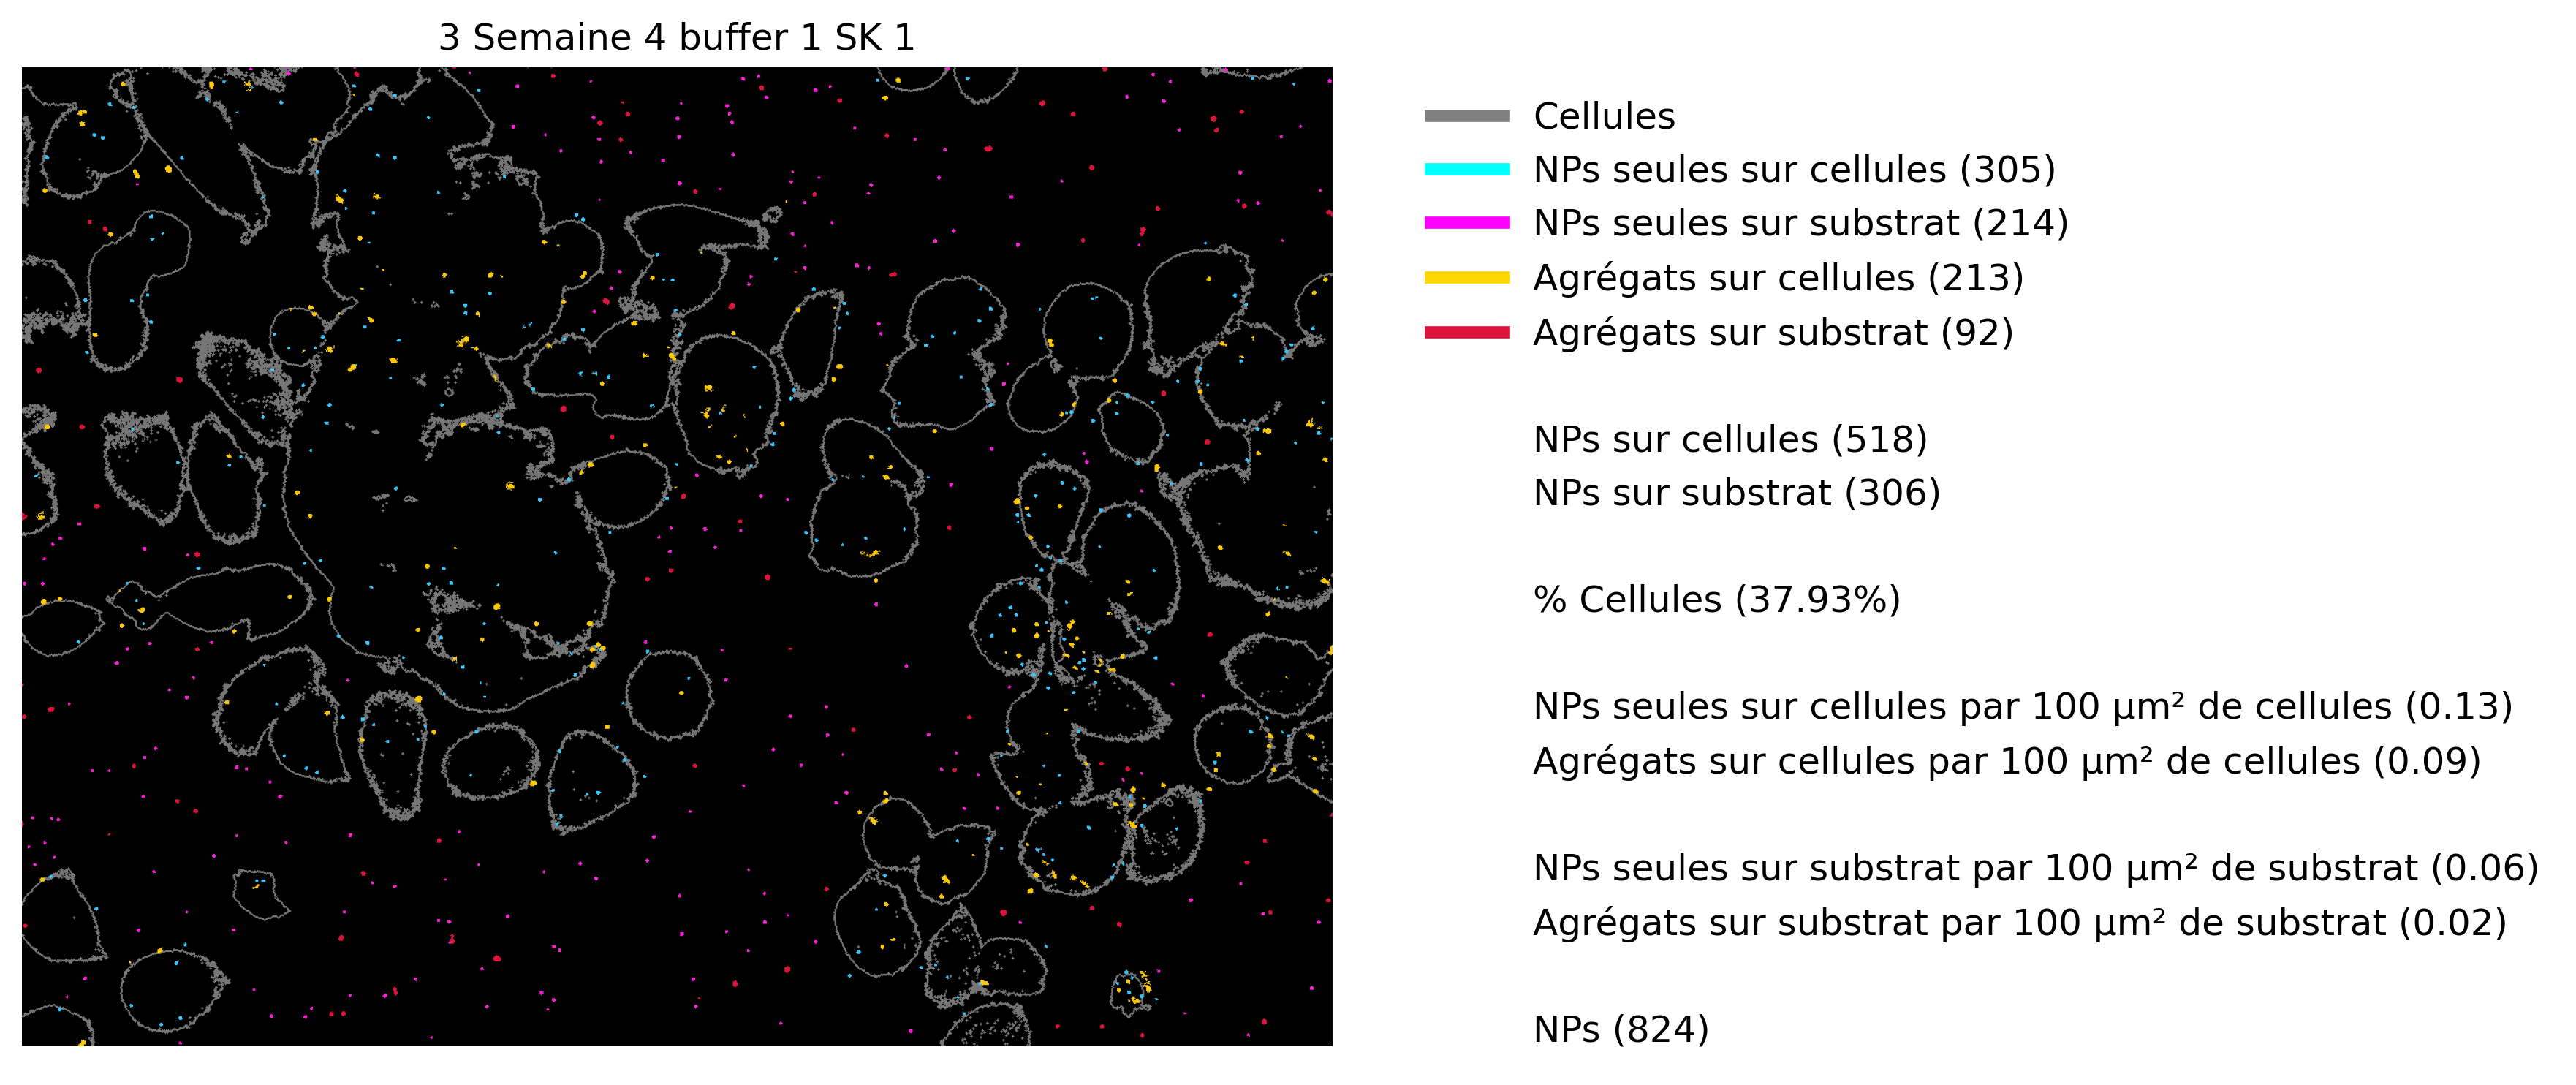 3 Semaine 4 buffer 1 SK 1
Cellules
NPs seules sur cellules (305)
NPs seules sur substrat (214)
Agrégats sur cellules (213)
Agrégats sur substrat (92)
NPs sur cellules (518)
NPs sur substrat (306)
% Cellules (37.93%)
NPs seules sur cellules par 100 µm² de cellules (0.13)
Agrégats sur cellules par 100 µm² de cellules (0.09)
NPs seules sur substrat par 100 µm² de substrat (0.06)
Agrégats sur substrat par 100 µm² de substrat (0.02)
NPs (824)